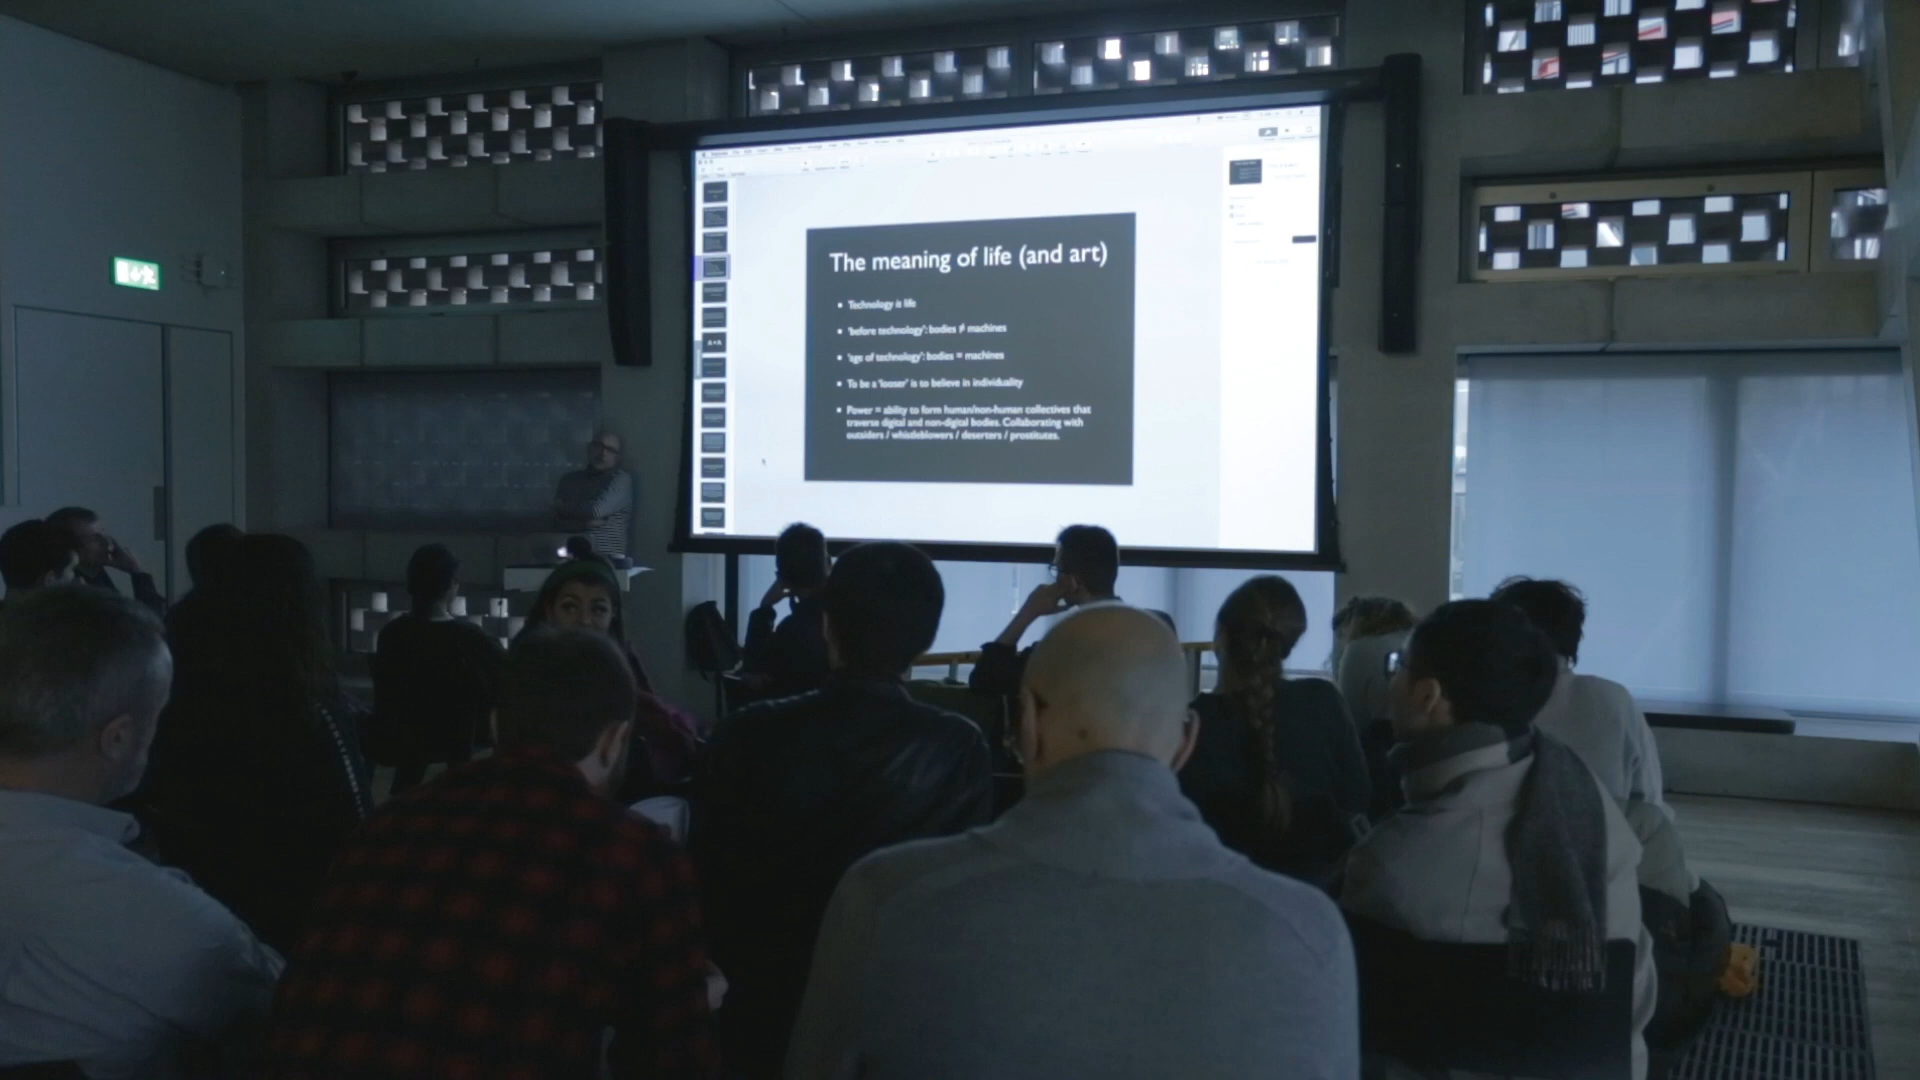 The meaning of life (and art)
Technology is life
'before technology': bodies ≠ machines
'age of technology': bodies = machines
To be a 'looser' is to believe in individuality
Power = ability to form human/non-human collectives that
traverse digital and non-digital bodies. Collaborating with
outsiders / whistleblowers / deserters / prostitutes.